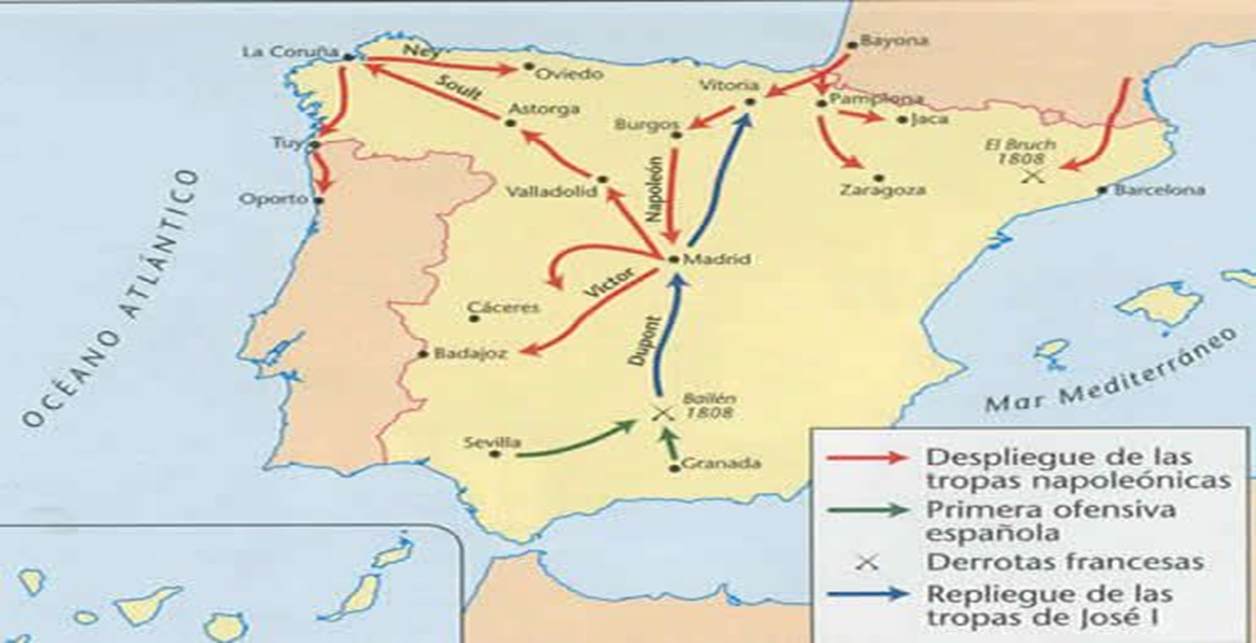 Bayona
La Coruña
Ney
Oviedo
Soult
Vitoria
Pamplona
Astorga
Burgos
Jaca
Tuy
El Bruch
1808
Valladolid
Napoleón
Zaragoza
Barcelona
Oporto
OCÉANO ATLÁNTICO
Madrid
Victor
Cáceres
Badajoz
Dupont
Mar Mediterráneo
Bailén
1808
Sevilla
Granada
Despliegue de las
tropas napoleónicas
Primera ofensiva
española
Derrotas francesas
Repliegue de las
tropas de José I